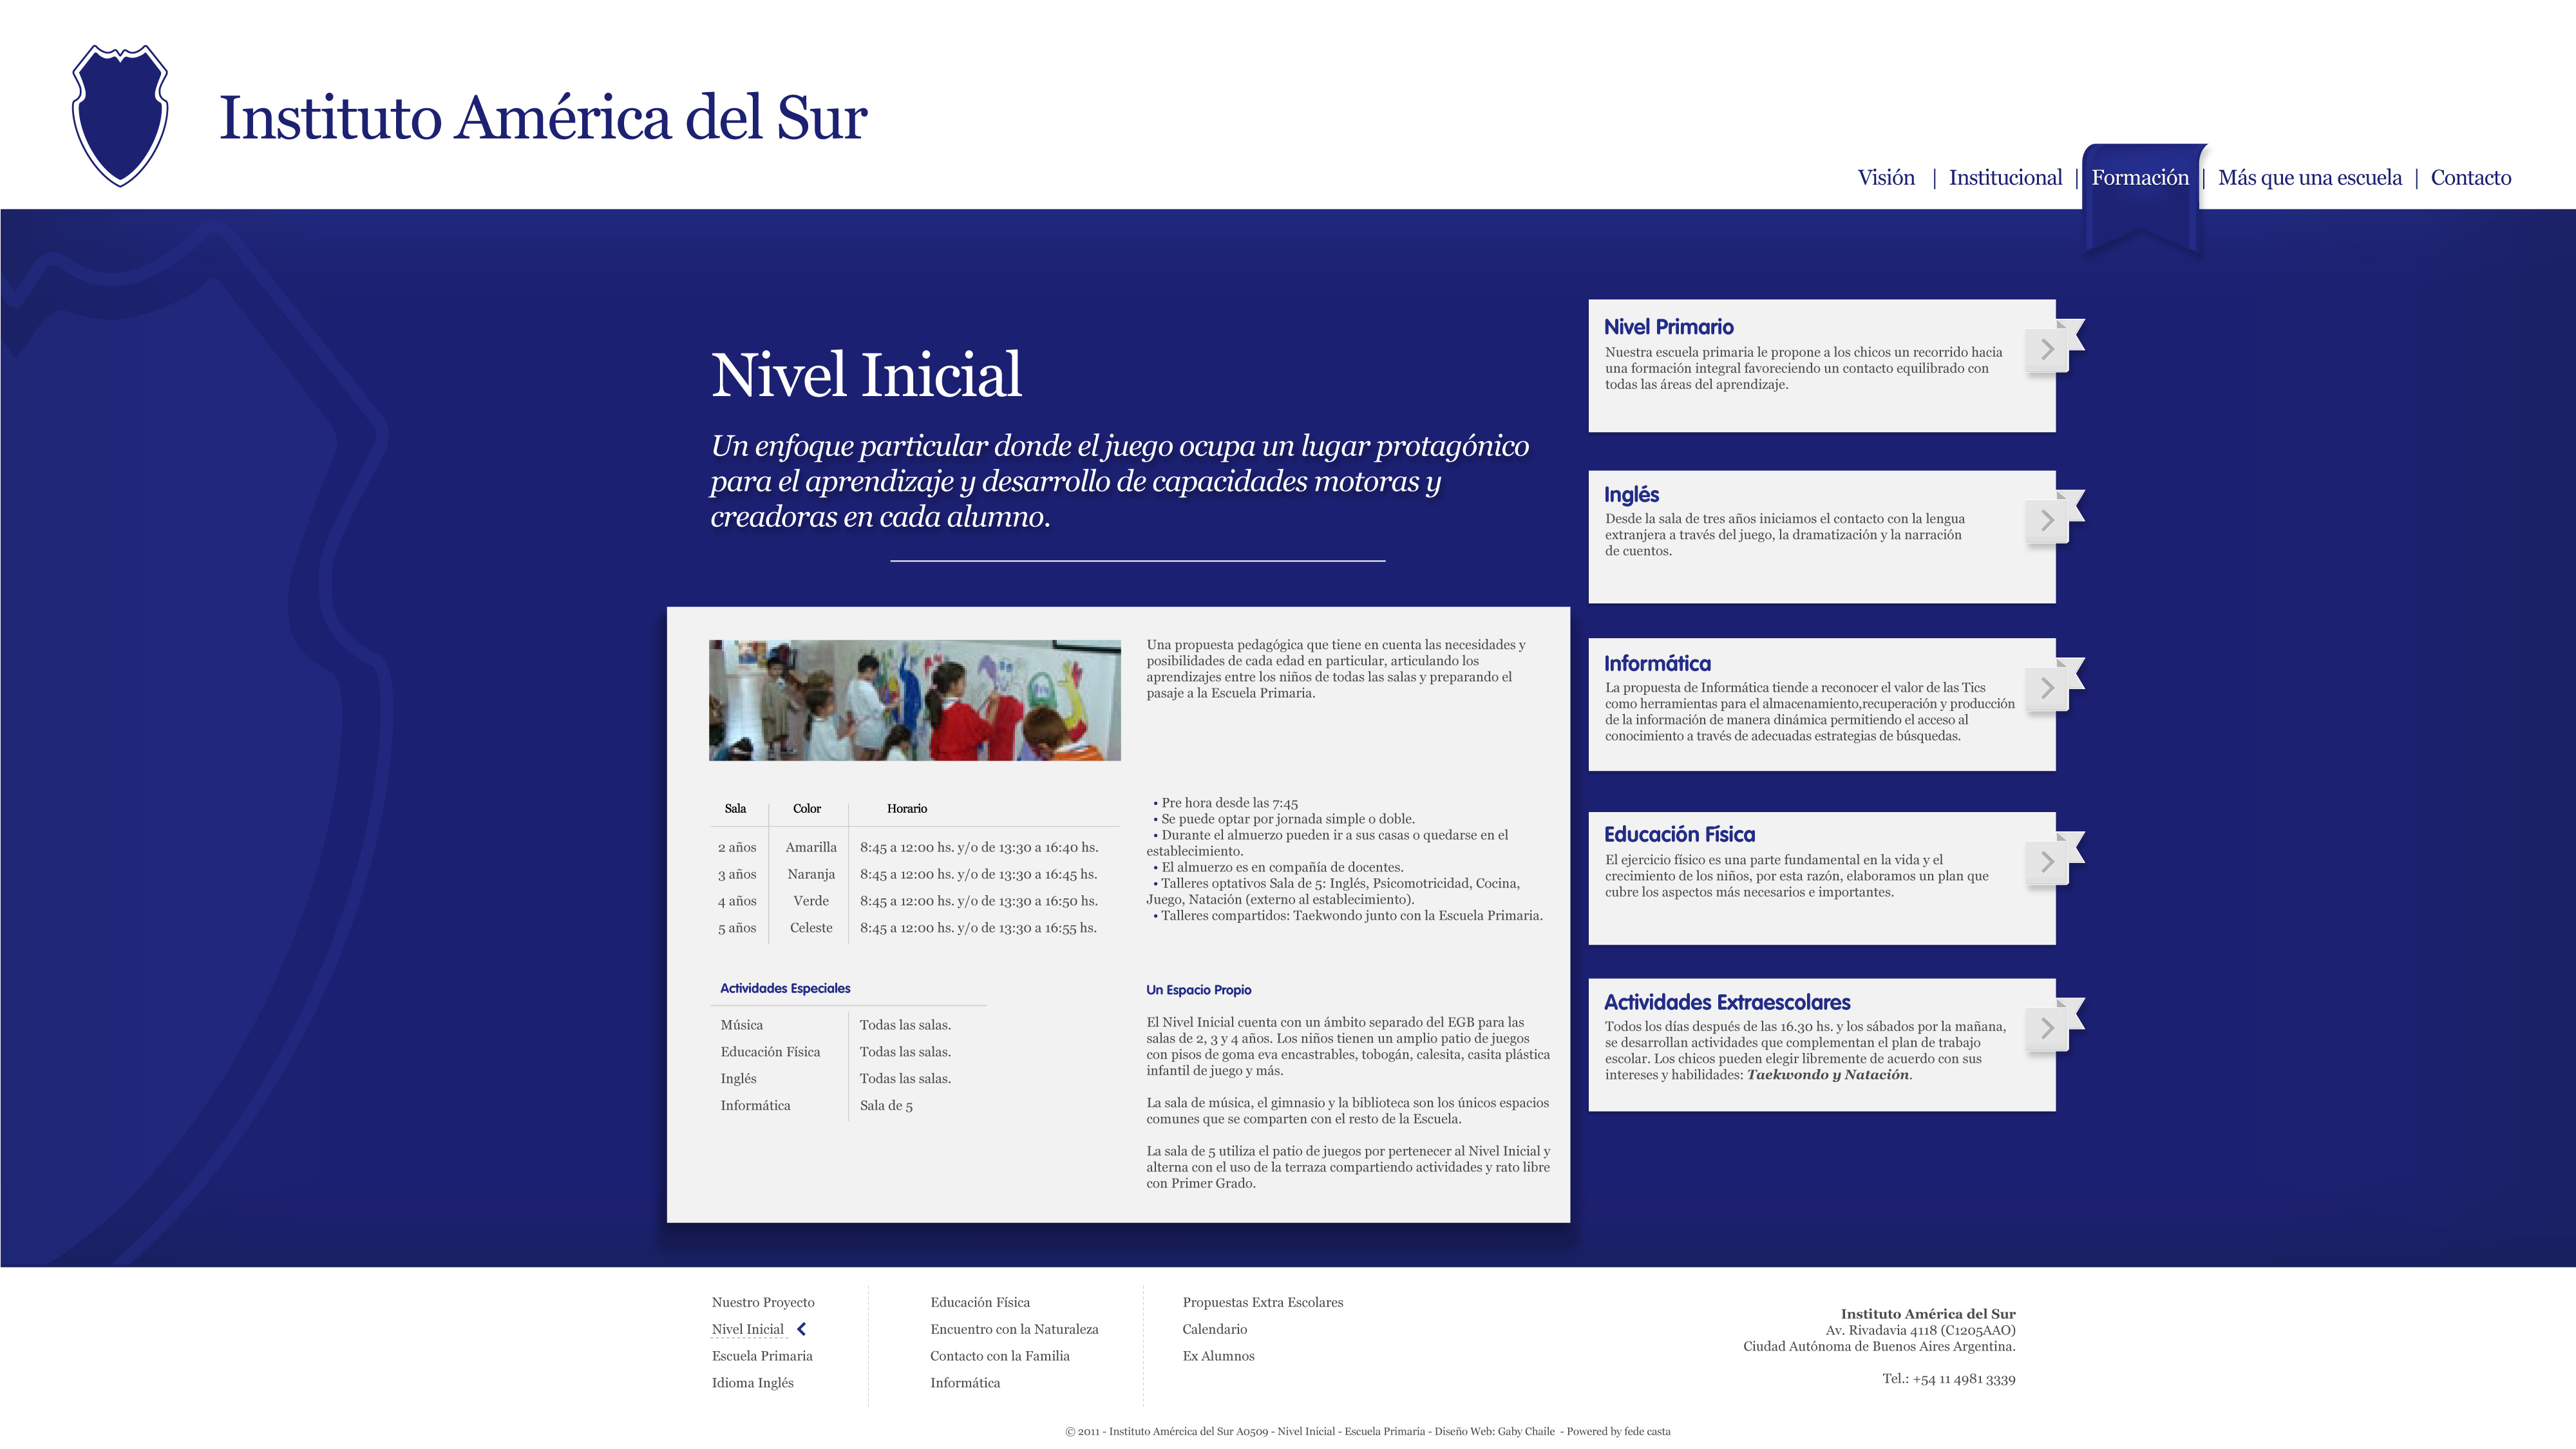 Instituto América del Sur
Visión | Institucional | Formación | Más que una escuela | Contacto
Nivel Inicial
Un enfoque particular donde el juego ocupa un lugar protagónico
para el aprendizaje y desarrollo de capacidades motoras y
creadoras en cada alumno.
Una propuesta pedagógica que tiene en cuenta las necesidades y
posibilidades de cada edad en particular, articulando los
aprendizajes entre los niños de todas las salas y preparando el
pasaje a la Escuela Primaria.
Sala Color Horario
2 años Amarilla 8:45 a 12:00 hs. y/o de 13:30 a 16:40 hs.
3 años Naranja 8:45 a 12:00 hs. y/o de 13:30 a 16:45 hs.
4 años Verde 8:45 a 12:00 hs. y/o de 13:30 a 16:50 hs.
5 años Celeste 8:45 a 12:00 hs. y/o de 13:30 a 16:55 hs.
• Pre hora desde las 7:45
• Se puede optar por jornada simple o doble.
• Durante el almuerzo pueden ir a sus casas o quedarse en el
establecimiento.
• El almuerzo es en compañía de docentes.
• Talleres optativos Sala de 5: Inglés, Psicomotricidad, Cocina,
Juego, Natación (externo al establecimiento).
• Talleres compartidos: Taekwondo junto con la Escuela Primaria.
Actividades Especiales
Música Todas las salas.
Educación Física Todas las salas.
Inglés Todas las salas.
Informática Sala de 5
Un Espacio Propio
El Nivel Inicial cuenta con un ámbito separado del EGB para las
salas de 2, 3 y 4 años. Los niños tienen un amplio patio de juegos
con pisos de goma eva encastrables, tobogán, calesita, casita plástica
infantil de juego y más.
La sala de música, el gimnasio y la biblioteca son los únicos espacios
comunes que se comparten con el resto de la Escuela.
La sala de 5 utiliza el patio de juegos por pertenecer al Nivel Inicial y
alterna con el uso de la terraza compartiendo actividades y rato libre
con Primer Grado.
Nivel Primario
Nuestra escuela primaria le propone a los chicos un recorrido hacia
una formación integral favoreciendo un contacto equilibrado con
todas las áreas del aprendizaje.
Inglés
Desde la sala de tres años iniciamos el contacto con la lengua
extranjera a través del juego, la dramatización y la narración
de cuentos.
Informática
La propuesta de Informática tiende a reconocer el valor de las Tics
como herramientas para el almacenamiento,recuperación y producción
de la información de manera dinámica permitiendo el acceso al
conocimiento a través de adecuadas estrategias de búsquedas.
Educación Física
El ejercicio físico es una parte fundamental en la vida y el
crecimiento de los niños, por esta razón, elaboramos un plan que
cubre los aspectos más necesarios e importantes.
Actividades Extraescolares
Todos los días después de las 16.30 hs. y los sábados por la mañana,
se desarrollan actividades que complementan el plan de trabajo
escolar. Los chicos pueden elegir libremente de acuerdo con sus
intereses y habilidades: Taekwondo y Natación.
Nuestro Proyecto
Nivel Inicial
Escuela Primaria
Idioma Inglés
Educación Física
Encuentro con la Naturaleza
Contacto con la Familia
Informática
Propuestas Extra Escolares
Calendario
Ex Alumnos
Instituto América del Sur
Av. Rivadavia 4118 (C1205AAO)
Ciudad Autónoma de Buenos Aires Argentina.
Tel.: +54 11 4981 3339
© 2011 - Instituto Amércica del Sur A0509 - Nivel Inicial - Escuela Primaria - Diseño Web: Gaby Chaile - Powered by fede casta